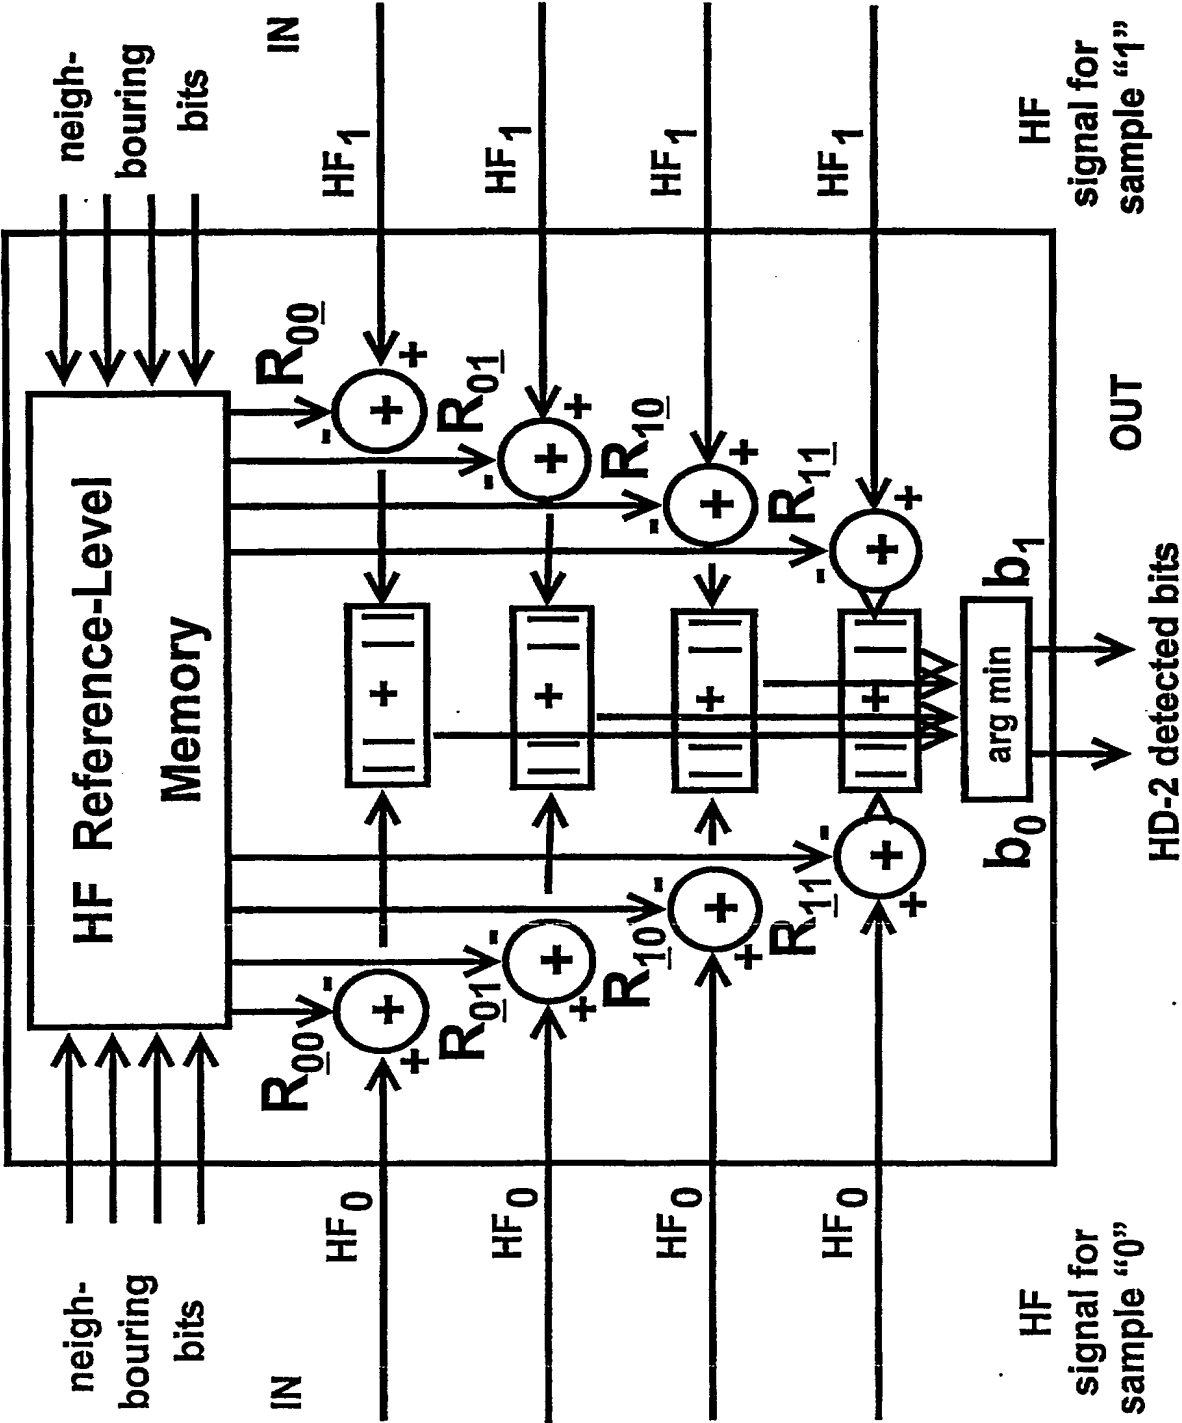 neigh-
bouring
bits
HF Reference-Level
Memory
neigh-
bouring
bits
IN
IN
R00
-
-
R00
HF0
+
+
| | + | |
+
+
HF1
R01
-
-
R01
HF0
+
+
| | + | |
+
+
HF1
R10
-
-
R10
HF0
+
+
| | + | |
+
+
HF1
R11
-
-
R11
HF0
+
+
| | + | |
+
+
HF1
arg min
b0
b1
HF
signal for
sample "0"
OUT
HD-2 detected bits
HF
signal for
sample "1"